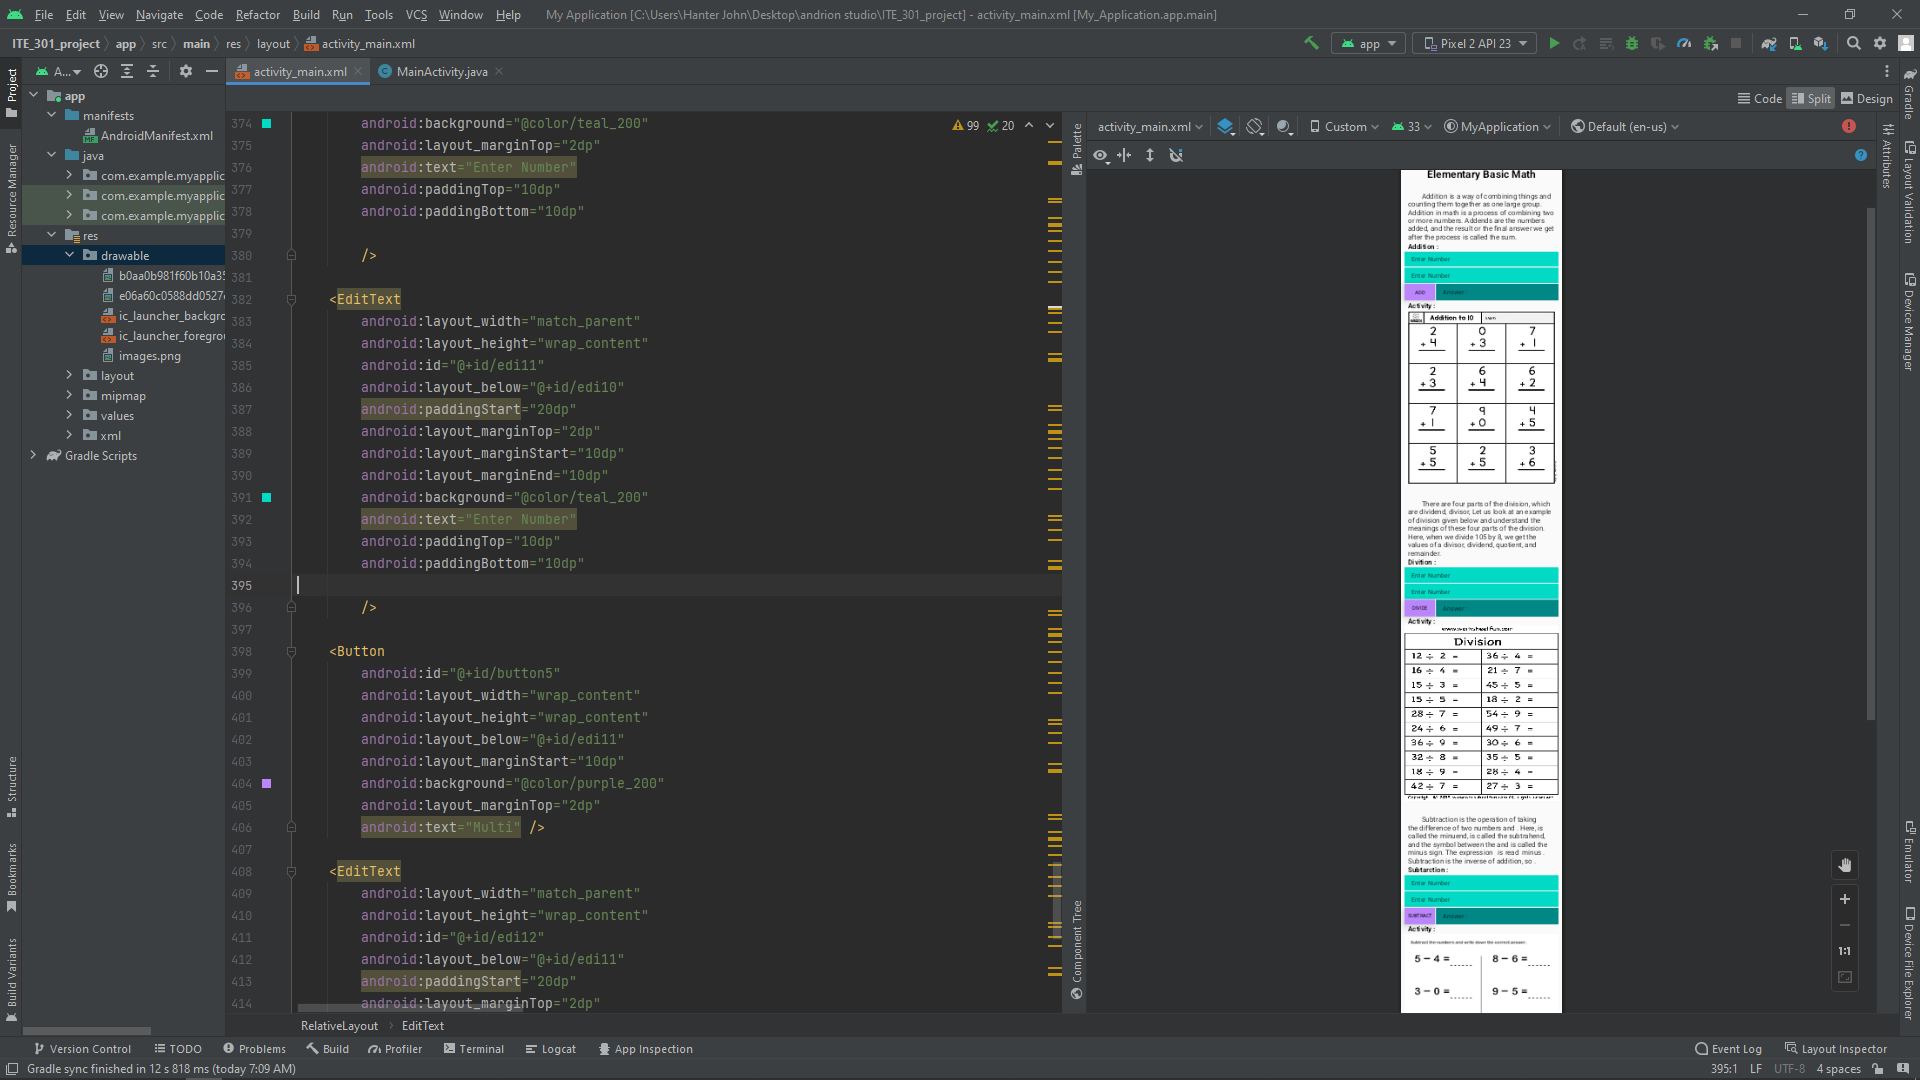 File Edit View Navigate Code Refactor Build Run Tools VCS Window Help My Application [C:\Users\Hanter John\Desktop\andrion studio\ITE_301_project] - activity_main.xml [My_Application.app.main]
ITE_301_project app src main res layout activity_main.xml
app Pixel 2 API 23
A... activity_main.xml MainActivity.java
Code Split Design
Project
Resource Manager
Structure
Bookmarks
Build Variants
app
manifests
AndroidManifest.xml
java
com.example.myapplic
com.example.myapplic
com.example.myapplic
res
drawable
b0aa0b981f60b10a35
e06a60c0588dd0527
ic_launcher_backgro
ic_launcher_foregrou
images.png
layout
mipmap
values
xml
Gradle Scripts
99 20
374 android:background="@color/teal_200"
375 android:layout_marginTop="2dp"
376 android:text="Enter Number"
377 android:paddingTop="10dp"
378 android:paddingBottom="10dp"
379
380 />
381
382 <EditText
383 android:layout_width="match_parent"
384 android:layout_height="wrap_content"
385 android:id="@+id/edi11"
386 android:layout_below="@+id/edi10"
387 android:paddingStart="20dp"
388 android:layout_marginTop="2dp"
389 android:layout_marginStart="10dp"
390 android:layout_marginEnd="10dp"
391 android:background="@color/teal_200"
392 android:text="Enter Number"
393 android:paddingTop="10dp"
394 android:paddingBottom="10dp"
395
396 />
397
398 <Button
399 android:id="@+id/button5"
400 android:layout_width="wrap_content"
401 android:layout_height="wrap_content"
402 android:layout_below="@+id/edi11"
403 android:layout_marginStart="10dp"
404 android:background="@color/purple_200"
405 android:layout_marginTop="2dp"
406 android:text="Multi" />
407
408 <EditText
409 android:layout_width="match_parent"
410 android:layout_height="wrap_content"
411 android:id="@+id/edi12"
412 android:layout_below="@+id/edi11"
413 android:paddingStart="20dp"
414 android:layout_marginTop="2dp"
RelativeLayout EditText
Palette
Component Tree
activity_main.xml Custom 33 MyApplication Default (en-us)
Elementary Basic Math
Addition is a way of combining things and
counting them together as one large group.
Addition in math is a process of combining two
or more numbers. Addends are the numbers
added, and the result or the final answer we get
after the process is called the sum.
Addition :
Enter Number
Enter Number
ADD Answer
Activity :
Addition to 10
2 0 7
+ 4 + 3 + 1
2 6 6
+ 3 + 4 + 2
7 9 4
+ 1 + 0 + 5
5 2 3
+ 5 + 5 + 6
There are four parts of the division, which
are dividend, divisor, Let us look at an example
of division given below and understand the
meanings of these four parts of the division.
Here, when we divide 105 by 8, we get the
values of a divisor, dividend, quotient, and
remainder.
Divition :
Enter Number
Enter Number
DIVIDE Answer
Activity :
www.worksheetfun.com
Division
12 ÷ 2 = 36 ÷ 4 =
16 ÷ 4 = 21 ÷ 7 =
15 ÷ 3 = 45 ÷ 5 =
15 ÷ 5 = 18 ÷ 2 =
28 ÷ 7 = 54 ÷ 9 =
24 ÷ 6 = 49 ÷ 7 =
36 ÷ 9 = 30 ÷ 6 =
32 ÷ 8 = 35 ÷ 5 =
18 ÷ 9 = 28 ÷ 4 =
42 ÷ 7 = 27 ÷ 3 =
Subtraction is the operation of taking
the difference of two numbers and . Here, is
called the minuend, is called the subtrahend,
and the symbol between the and is called the
minus sign. The expression is read minus .
Subtraction is the inverse of addition, so .
Subtarction :
Enter Number
Enter Number
SUBTRACT Answer
Activity :
Subtract the numbers and write down the correct answer.
5 − 4 = 8 − 6 =
3 − 0 = 9 − 5 =
1:1
Gradle
Attributes
Layout Validation
Device Manager
Emulator
Device File Explorer
Version Control TODO Problems Build Profiler Terminal Logcat App Inspection Event Log Layout Inspector
Gradle sync finished in 12 s 818 ms (today 7:09 AM) 395:1 LF UTF-8 4 spaces